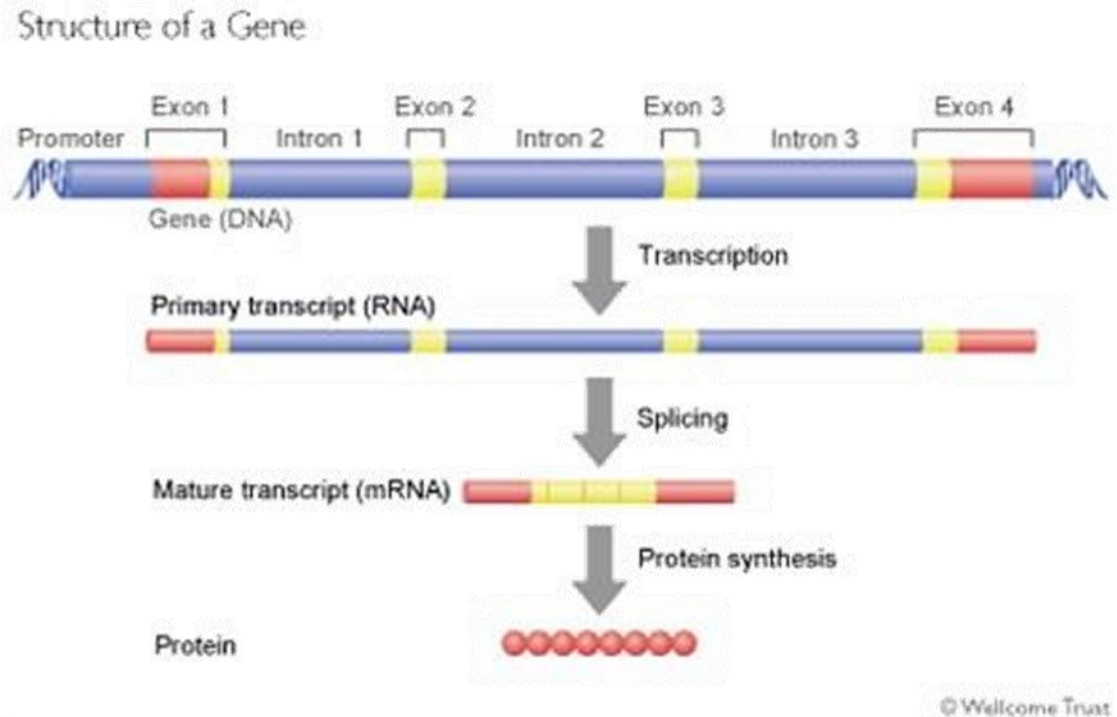 Structure of a Gene
Exon 1 Exon 2 Exon 3 Exon 4
Promoter Intron 1 Intron 2 Intron 3
Gene (DNA)
Transcription
Primary transcript (RNA)
Splicing
Mature transcript (mRNA)
Protein synthesis
Protein
© Wellcome Trust